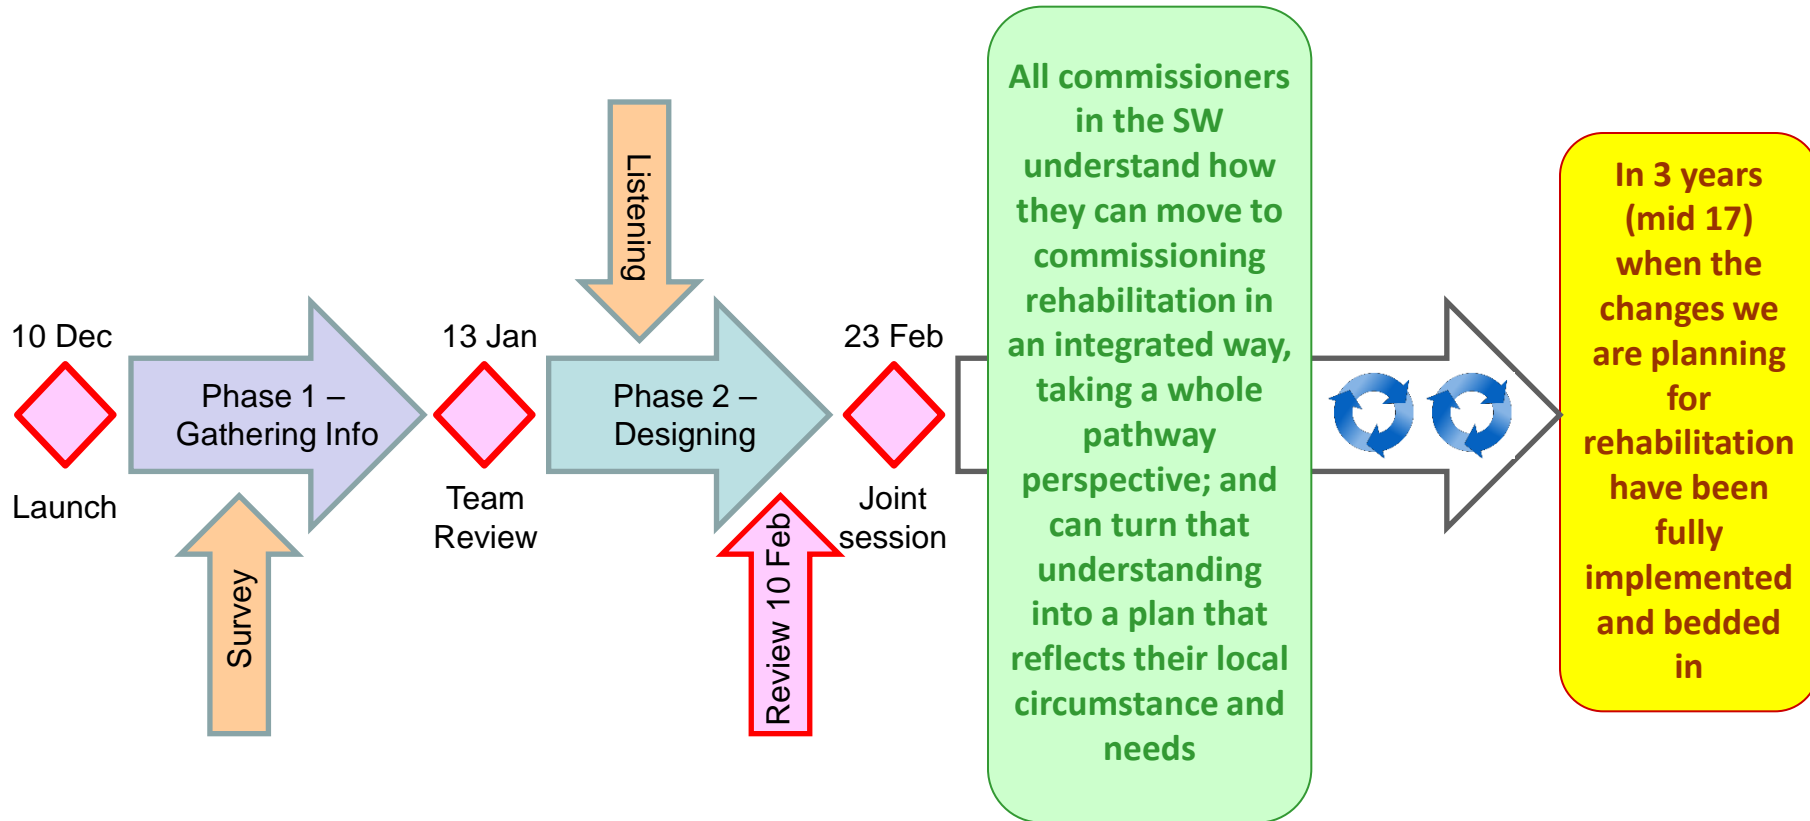 10 Dec
Launch
Phase 1 –
Gathering Info
Survey
13 Jan
Team
Review
Listening
Phase 2 –
Designing
Review 10 Feb
23 Feb
Joint
session
All commissioners
in the SW
understand how
they can move to
commissioning
rehabilitation in
an integrated way,
taking a whole
pathway
perspective; and
can turn that
understanding
into a plan that
reflects their local
circumstance and
needs
In 3 years
(mid 17)
when the
changes we
are planning
for
rehabilitation
have been
fully
implemented
and bedded
in